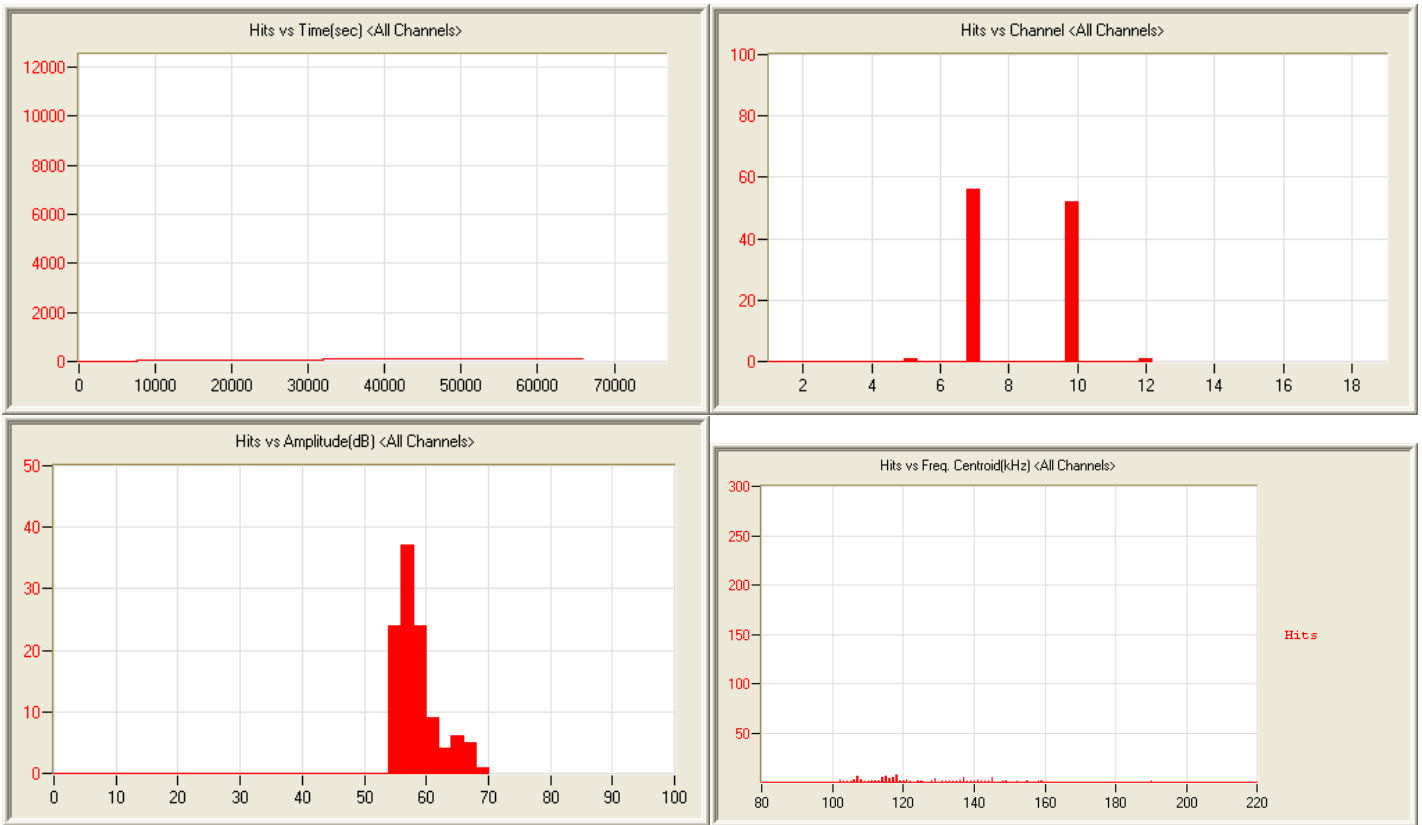 Hits vs Time(sec) <All Channels>
12000
10000
8000
6000
4000
2000
0
0 10000 20000 30000 40000 50000 60000 70000
Hits vs Channel <All Channels>
100
80
60
40
20
0
2 4 6 8 10 12 14 16 18
Hits vs Amplitude(dB) <All Channels>
50
40
30
20
10
0
0 10 20 30 40 50 60 70 80 90 100
Hits vs Freq. Centroid(kHz) <All Channels>
300
250
200
150
100
50
80 100 120 140 160 180 200 220
Hits